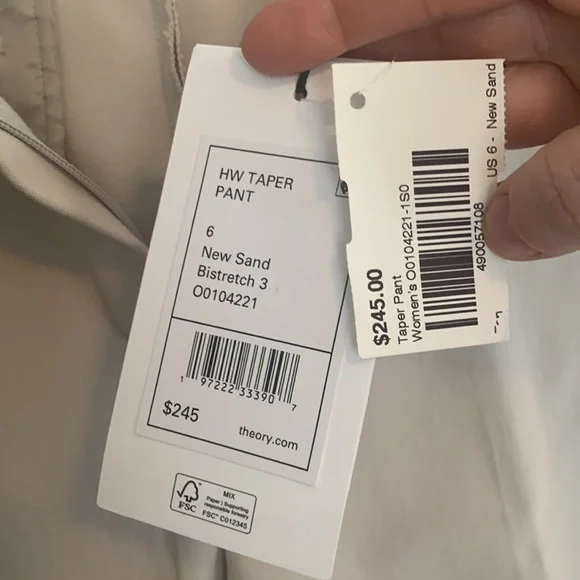 HW TAPER
PANT
6
New Sand
Bistretch 3
O0104221
1 97222 33390 7
$245
theory.com
FSC
MIX
Paper | Supporting
responsible forestry
FSC™ C012345
$245.00
Taper Pant
Women's O0104221-1S0
490057108
US 6 - New Sand